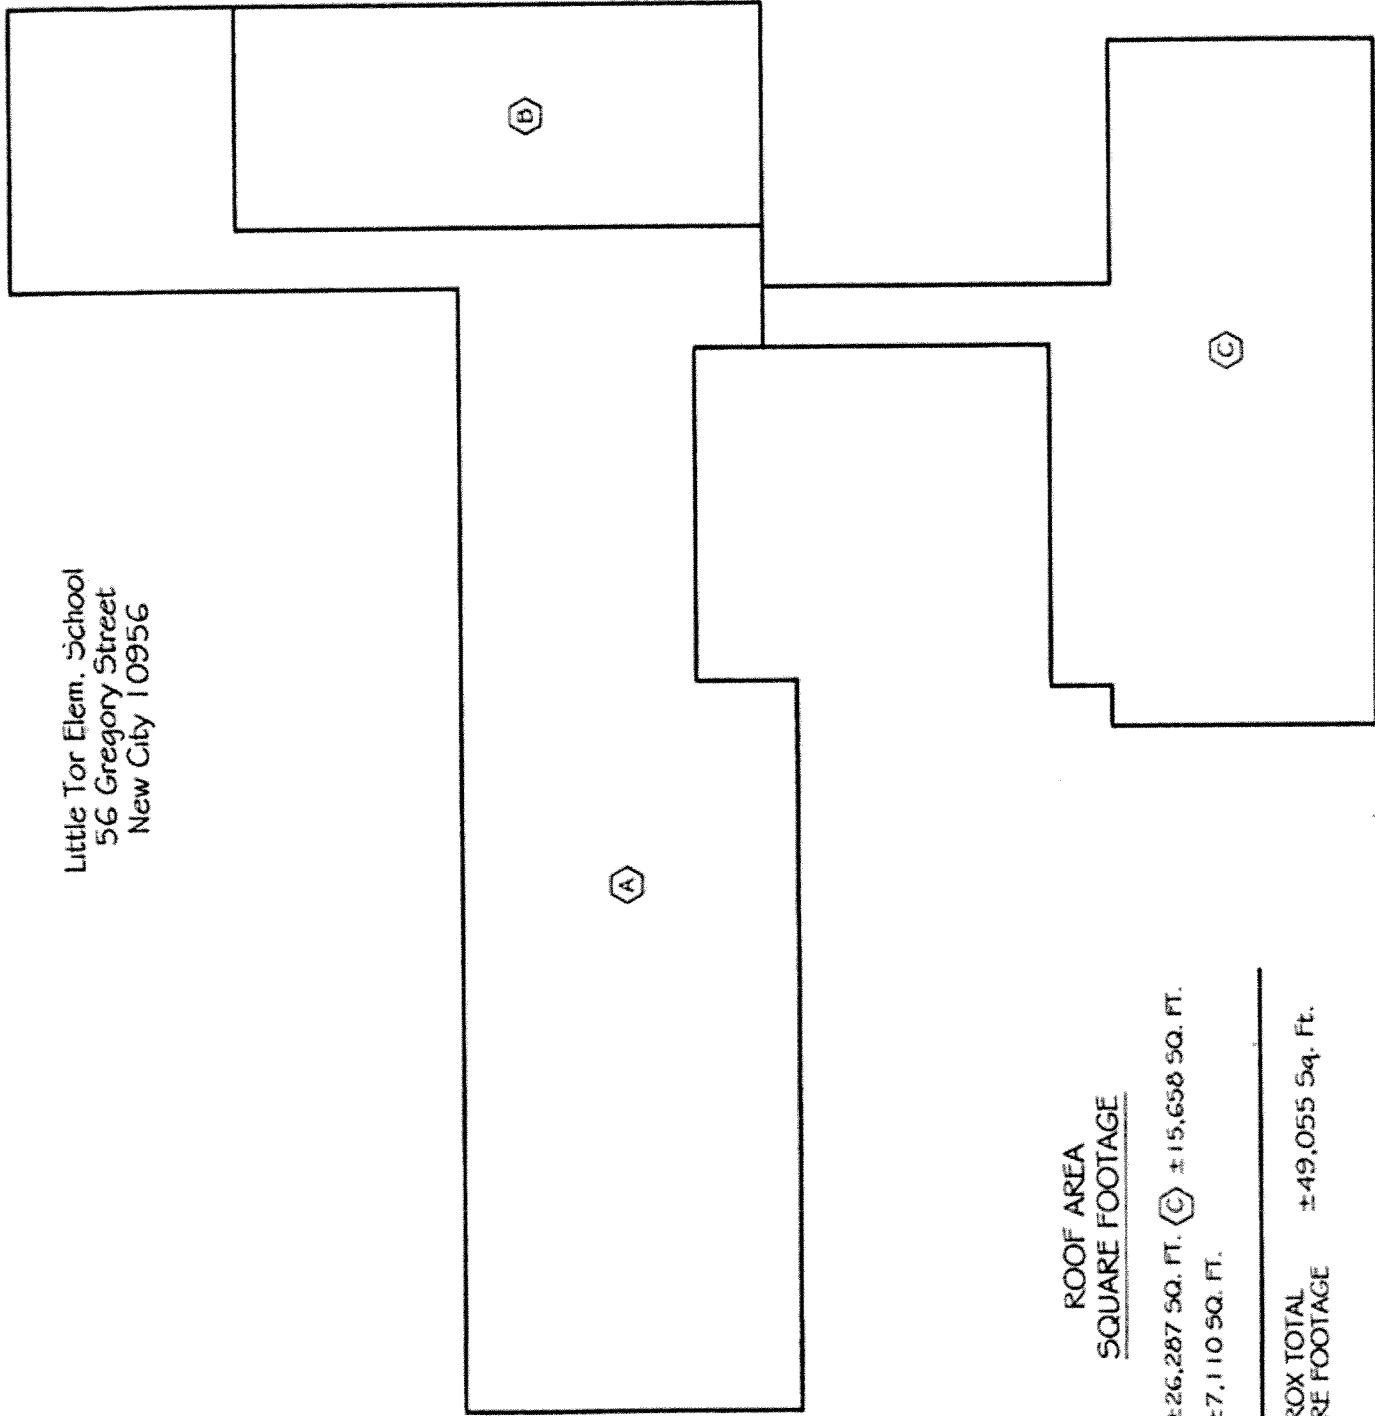 Little Tor Elem. School
56 Gregory Street
New City 10956
B
A
C
ROOF AREA
SQUARE FOOTAGE
±26,287 SQ. FT. C ±15,658 SQ. FT.
±7,110 SQ. FT.
ROX TOTAL ±49,055 Sq. Ft.
RE FOOTAGE